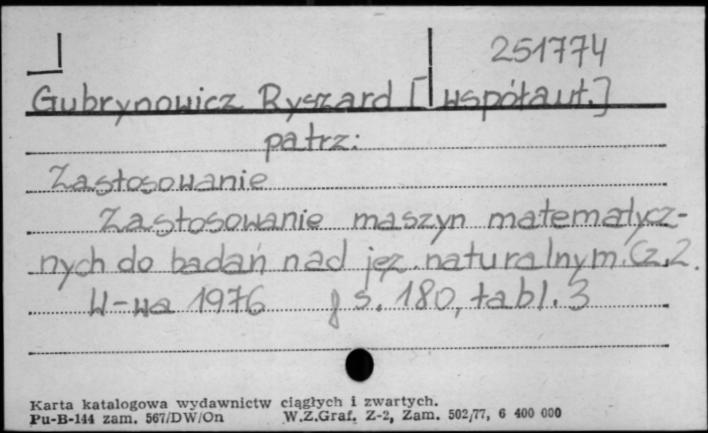 251774
Gubrynowicz Ryszard [współaut.]
patrz:
Zastosowanie
Zastosowanie maszyn matematycz-
nych do badań nad jęz. naturalnym. Cz. 2.
W-wa 1976 s. 180, tabl. 3
Karta katalogowa wydawnictw ciągłych i zwartych.
Pu-B-144 zam. 567/DW/On W.Z.Graf. Z-2, Zam. 502/77, 6 400 000